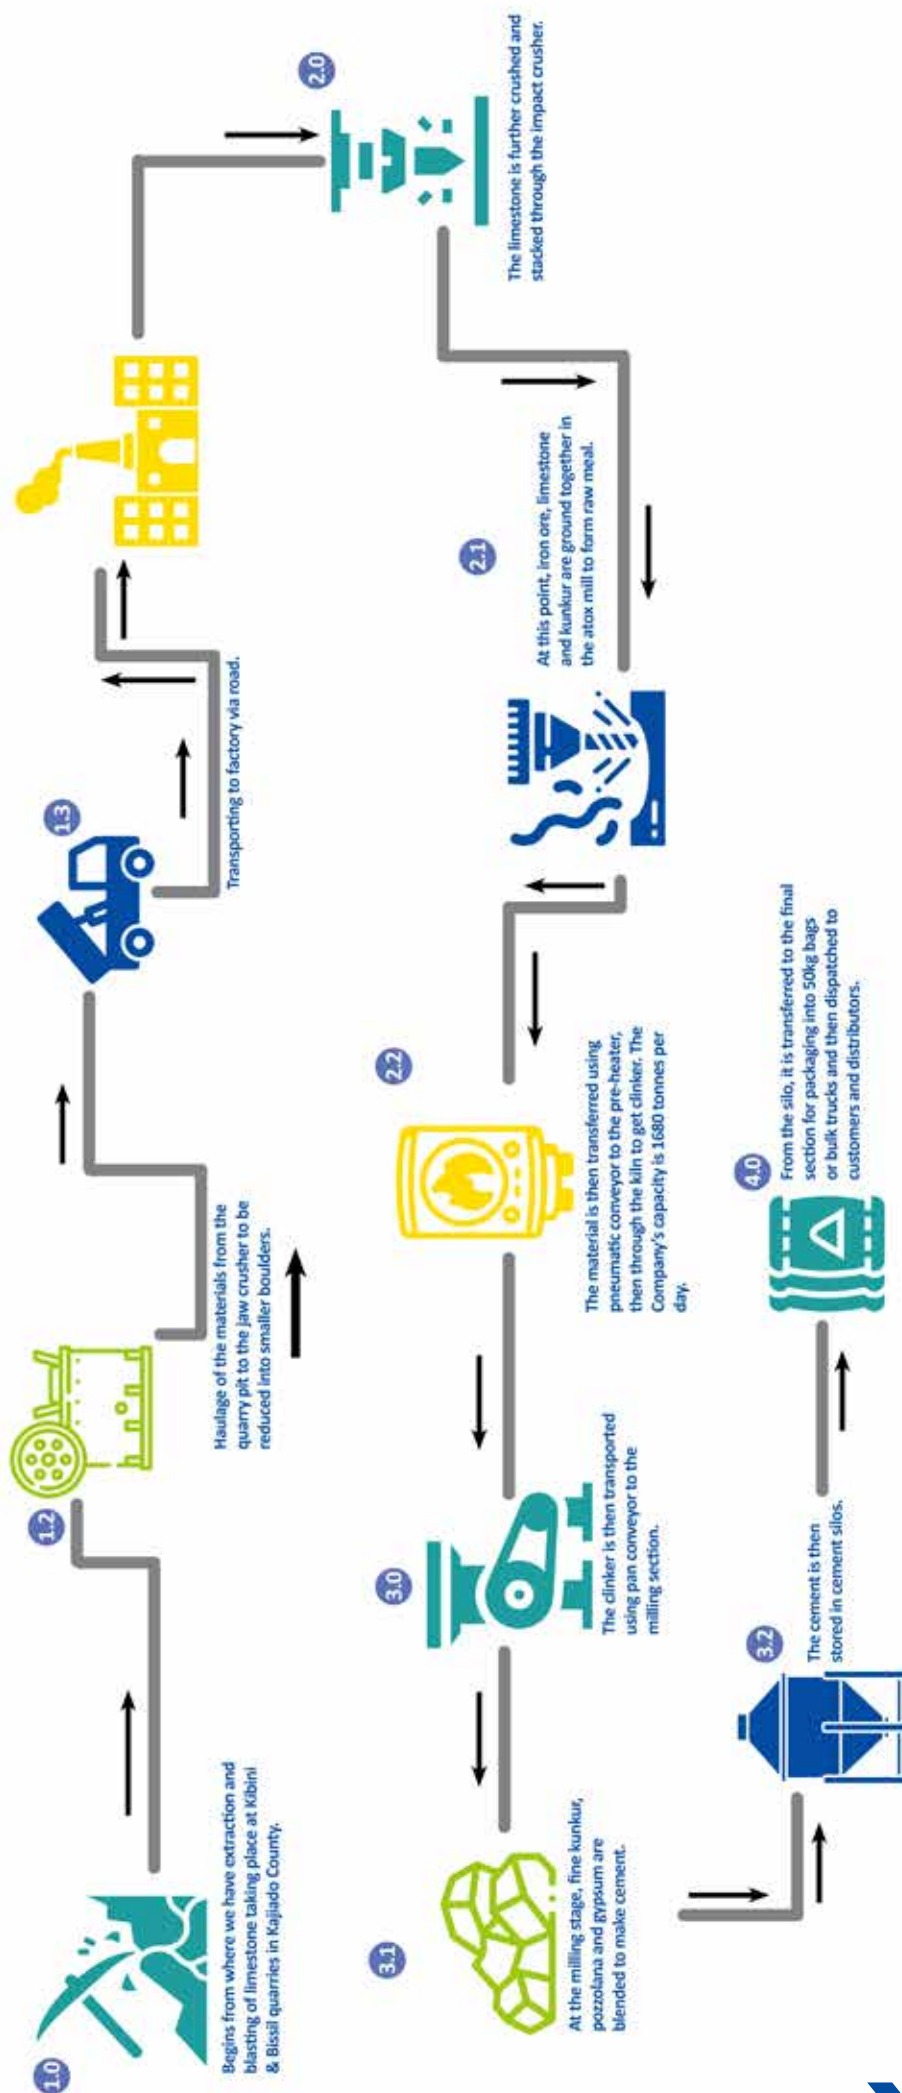 1.0
Begins from where we have extraction and
blasting of limestone taking place at Kibini
& Bissil quarries in Kajiado County.
1.2
Haulage of the materials from the
quarry pit to the jaw crusher to be
reduced into smaller boulders.
1.3
Transporting to factory via road.
2.0
The limestone is further crushed and
stacked through the impact crusher.
2.1
At this point, iron ore, limestone
and kunkur are ground together in
the atox mill to form raw meal.
2.2
The material is then transferred using
pneumatic conveyor to the pre-heater,
then through the kiln to get clinker. The
Company's capacity is 1680 tonnes per
day.
3.0
The clinker is then transported
using pan conveyor to the
milling section.
3.1
At the milling stage, fine kunkur,
pozzolana and gypsum are
blended to make cement.
3.2
The cement is then
stored in cement silos.
4.0
From the silo, it is transferred to the final
section for packaging into 50kg bags
or bulk trucks and then dispatched to
customers and distributors.